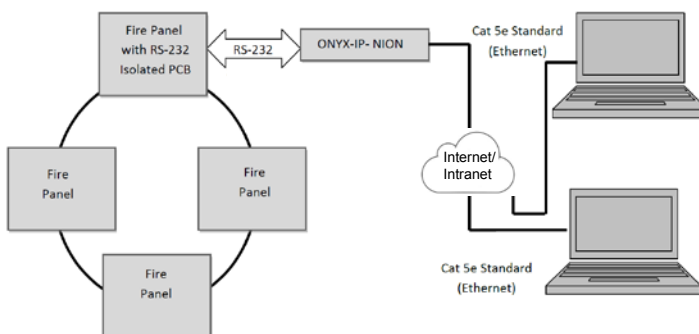 Fire Panel
with RS-232
Isolated PCB
RS-232
ONYX-IP- NION
Cat 5e Standard
(Ethernet)
Fire
Panel
Fire
Panel
Internet/
Intranet
Fire
Panel
Cat 5e Standard
(Ethernet)